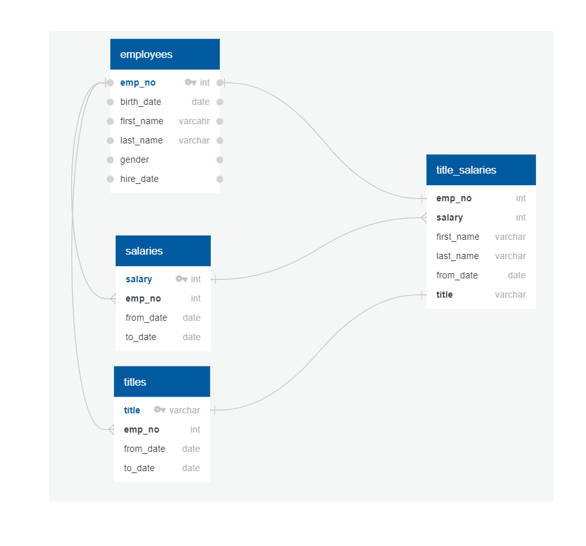 employees
emp_no int
birth_date date
first_name varcahr
last_name varchar
gender
hire_date
title_salaries
emp_no int
salary int
first_name varchar
last_name varchar
from_date date
title varchar
salaries
salary int
emp_no int
from_date date
to_date date
titles
title varchar
emp_no int
from_date date
to_date date